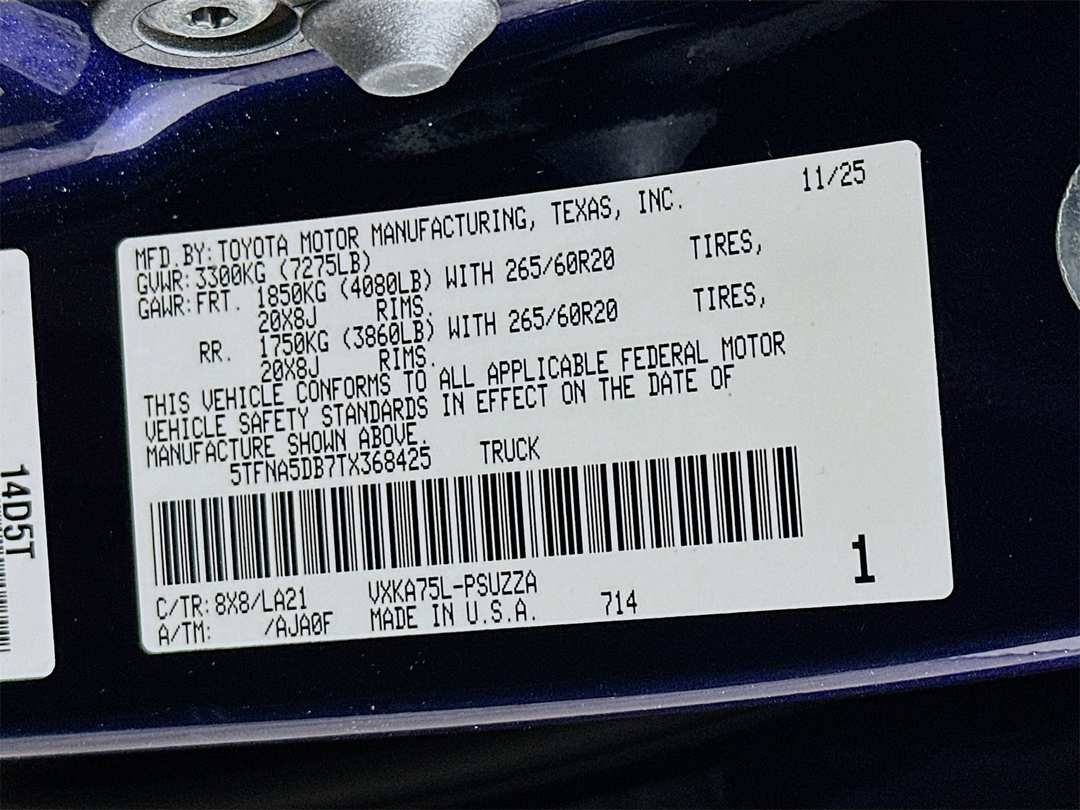 11/25
MFD.BY: TOYOTA MOTOR MANUFACTURING, TEXAS, INC.
GVWR: 3300KG (7275LB)
GAWR: FRT. 1850KG (4080LB) WITH 265/60R20 TIRES,
20X8J RIMS.
RR. 1750KG (3860LB) WITH 265/60R20 TIRES,
20X8J RIMS.
THIS VEHICLE CONFORMS TO ALL APPLICABLE FEDERAL MOTOR
VEHICLE SAFETY STANDARDS IN EFFECT ON THE DATE OF
MANUFACTURE SHOWN ABOVE.
5TFNA5DB7TX368425 TRUCK
1
C/TR: 8X8/LA21 VXKA75L-PSUZZA
A/TM: /AJA0F MADE IN U.S.A. 714
14D5T